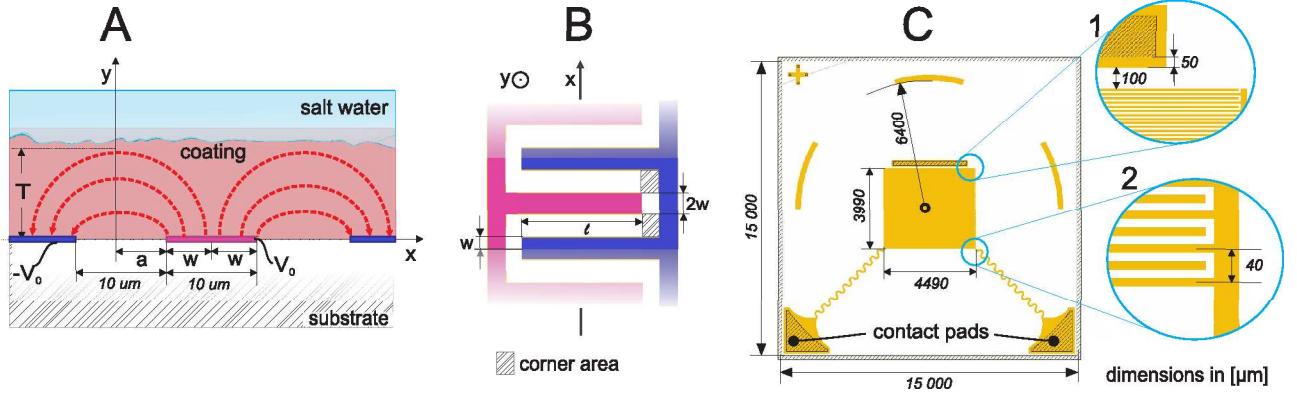 A
B
C
y
salt water
coating
T
x
-V₀
a
w
w
V₀
10 um
10 um
substrate
y
x
2w
w
ℓ
corner area
15 000
6400
3990
4490
contact pads
15 000
1
50
100
2
40
dimensions in [µm]